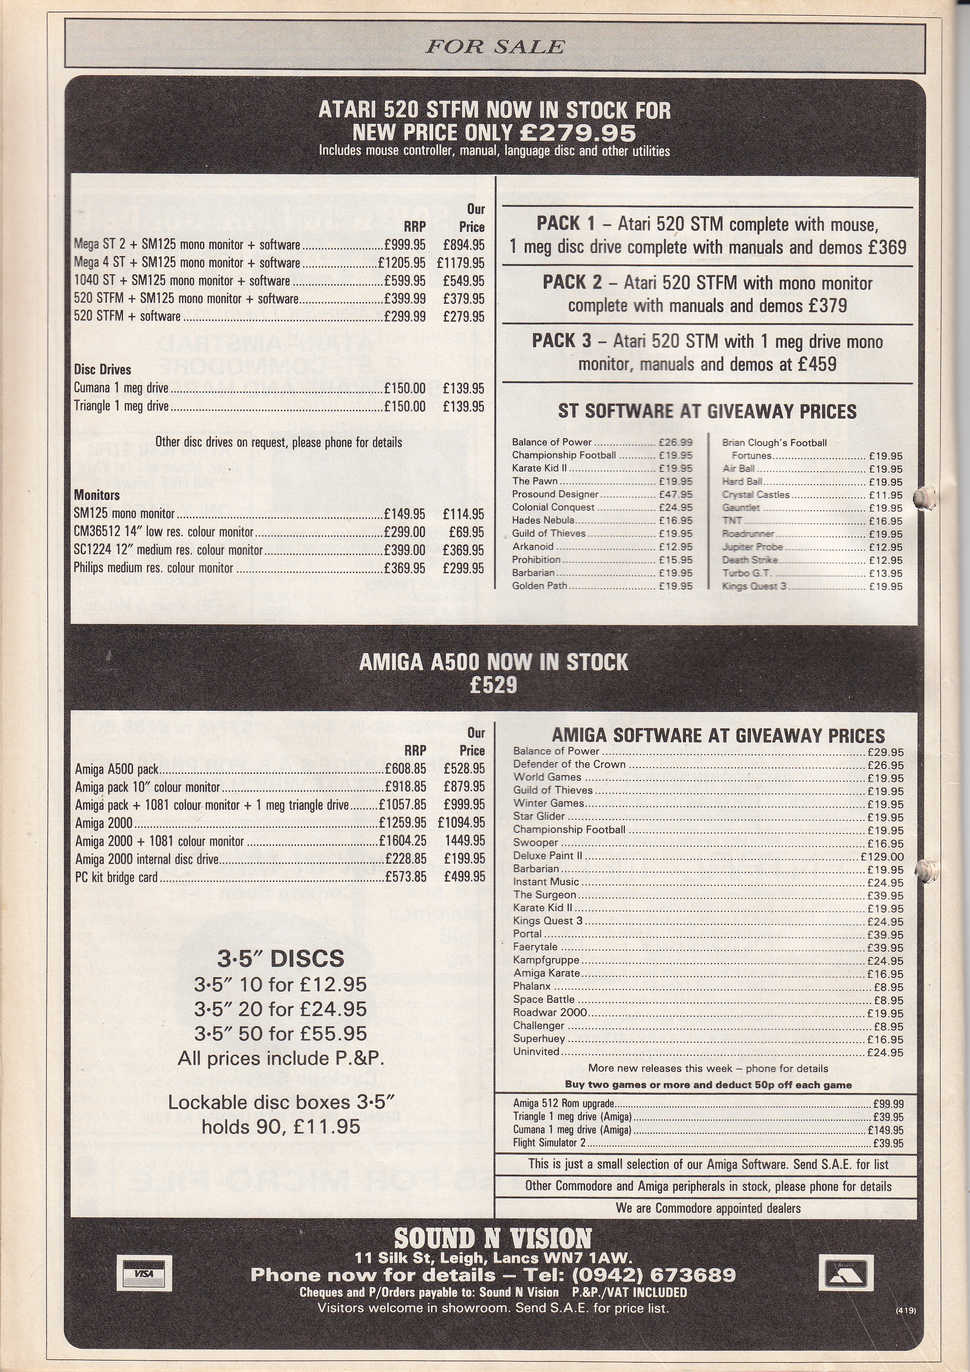 FOR SALE
ATARI 520 STFM NOW IN STOCK FOR
NEW PRICE ONLY £279.95
Includes mouse controller, manual, language disc and other utilities
Our
RRP Price
Mega ST 2 + SM125 mono monitor + software....................£999.95 £894.95
Mega 4 ST + SM125 mono monitor + software....................£1205.95 £1179.95
1040 ST + SM125 mono monitor + software....................£599.95 £549.95
520 STFM + SM125 mono monitor + software....................£399.99 £379.95
520 STFM + software....................£299.99 £279.95
Disc Drives
Cumana 1 meg drive....................£150.00 £139.95
Triangle 1 meg drive....................£150.00 £139.95
Other disc drives on request, please phone for details
Monitors
SM125 mono monitor....................£149.95 £114.95
CM36512 14″ low res. colour monitor....................£299.00 £69.95
SC1224 12″ medium res. colour monitor....................£399.00 £369.95
Philips medium res. colour monitor....................£369.95 £299.95
PACK 1 – Atari 520 STM complete with mouse,
1 meg disc drive complete with manuals and demos £369
PACK 2 – Atari 520 STFM with mono monitor
complete with manuals and demos £379
PACK 3 – Atari 520 STM with 1 meg drive mono
monitor, manuals and demos at £459
ST SOFTWARE AT GIVEAWAY PRICES
Balance of Power.................... £26.99
Championship Football.................... £19.95
Karate Kid II.................... £19.95
The Pawn.................... £19.95
Prosound Designer.................... £47.95
Colonial Conquest.................... £24.95
Hades Nebula.................... £16.95
Guild of Thieves.................... £19.95
Arkanoid.................... £12.95
Prohibition.................... £15.95
Barbarian.................... £19.95
Golden Path.................... £19.95
Brian Clough's Football
Fortunes.................... £19.95
Air Ball.................... £19.95
Hard Ball.................... £19.95
Crystal Castles.................... £11.95
Gauntlet.................... £19.95
TNT.................... £16.95
Roadrunner.................... £19.95
Jupiter Probe.................... £12.95
Death Strike.................... £12.95
Turbo G.T.................... £13.95
Kings Quest 3.................... £19.95
AMIGA A500 NOW IN STOCK
£529
Our
RRP Price
Amiga A500 pack....................£608.85 £528.95
Amiga pack 10″ colour monitor....................£918.85 £879.95
Amiga pack + 1081 colour monitor + 1 meg triangle drive........£1057.85 £999.95
Amiga 2000....................£1259.95 £1094.95
Amiga 2000 + 1081 colour monitor....................£1604.25 1449.95
Amiga 2000 internal disc drive....................£228.85 £199.95
PC kit bridge card....................£573.85 £499.95
3·5″ DISCS
3·5″ 10 for £12.95
3·5″ 20 for £24.95
3·5″ 50 for £55.95
All prices include P.&P.
Lockable disc boxes 3·5″
holds 90, £11.95
AMIGA SOFTWARE AT GIVEAWAY PRICES
Balance of Power....................£29.95
Defender of the Crown....................£26.95
World Games....................£19.95
Guild of Thieves....................£19.95
Winter Games....................£19.95
Star Glider....................£19.95
Championship Football....................£19.95
Swooper....................£16.95
Deluxe Paint II....................£129.00
Barbarian....................£19.95
Instant Music....................£24.95
The Surgeon....................£39.95
Karate Kid II....................£19.95
Kings Quest 3....................£24.95
Portal....................£39.95
Faerytale....................£39.95
Kampfgruppe....................£24.95
Amiga Karate....................£16.95
Phalanx....................£8.95
Space Battle....................£8.95
Roadwar 2000....................£19.95
Challenger....................£8.95
Superhuey....................£16.95
Uninvited....................£24.95
More new releases this week – phone for details
Buy two games or more and deduct 50p off each game
Amiga 512 Rom upgrade....................£99.99
Triangle 1 meg drive (Amiga)....................£39.95
Cumana 1 meg drive (Amiga)....................£149.95
Flight Simulator 2....................£39.95
This is just a small selection of our Amiga Software. Send S.A.E. for list
Other Commodore and Amiga peripherals in stock, please phone for details
We are Commodore appointed dealers
SOUND N VISION
11 Silk St, Leigh, Lancs WN7 1AW.
Phone now for details – Tel: (0942) 673689
Cheques and P/Orders payable to: Sound N Vision P.&P./VAT INCLUDED
Visitors welcome in showroom. Send S.A.E. for price list.
VISA
(419)